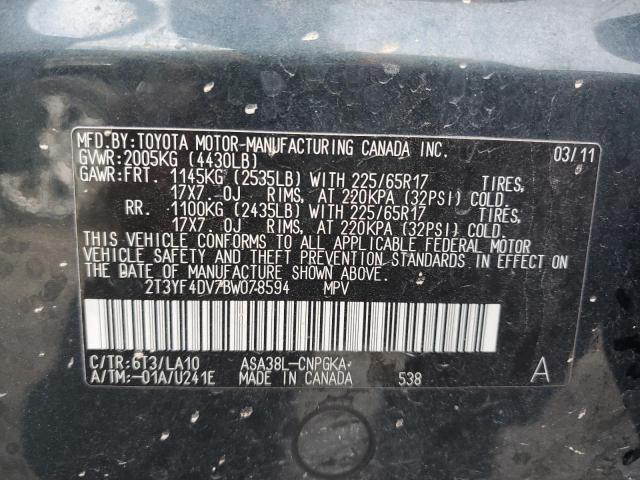 MFD.BY:TOYOTA MOTOR-MANUFACTURING CANADA INC. 03/11
GVWR:2005KG (4430LB)
GAWR:FRT. 1145KG (2535LB) WITH 225/65R17 TIRES,
17X7.0J RIMS, AT 220KPA (32PSI) COLD.
RR. 1100KG (2435LB) WITH 225/65R17 TIRES,
17X7.0J RIMS, AT 220KPA (32PSI) COLD.
THIS VEHICLE CONFORMS TO ALL APPLICABLE FEDERAL MOTOR
VEHICLE SAFETY AND THEFT PREVENTION STANDARDS IN EFFECT ON
THE DATE OF MANUFACTURE SHOWN ABOVE.
2T3YF4DV7BW078594 MPV
C/TR:6T3/LA10 ASA38L-CNPGKA
A/TM:-01A/U241E MADE IN CANADA 538 A